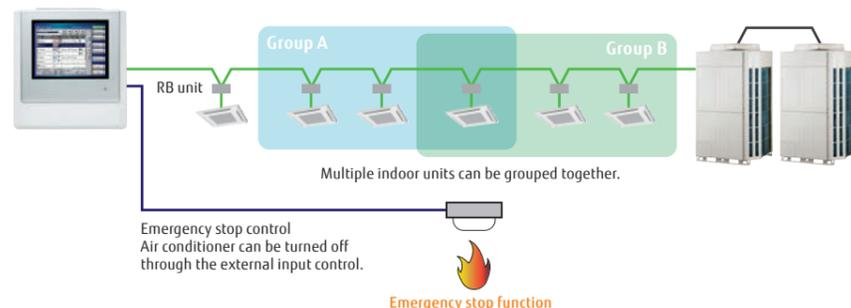 Group A
Group B
RB unit
Multiple indoor units can be grouped together.
Emergency stop control
Air conditioner can be turned off
through the external input control.
Emergency stop function